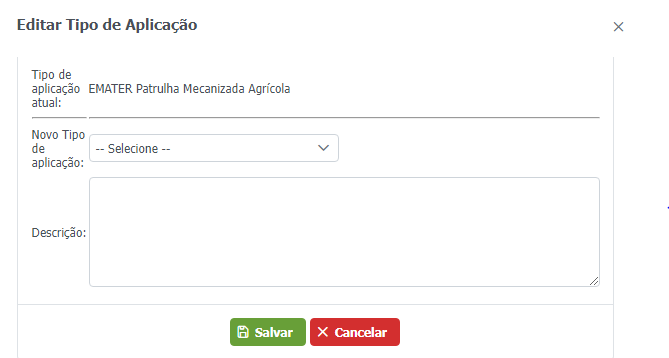 Editar Tipo de Aplicação
Tipo de
aplicação
atual:
EMATER Patrulha Mecanizada Agrícola
Novo Tipo
de
aplicação:
-- Selecione --
Descrição:
Salvar
Cancelar